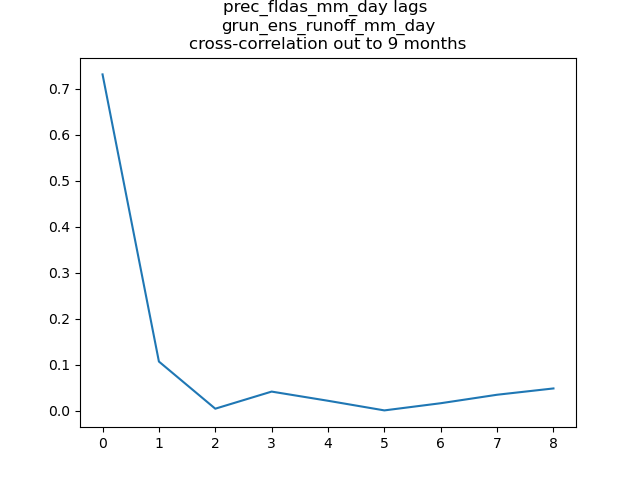 prec_fldas_mm_day lags
grun_ens_runoff_mm_day
cross-correlation out to 9 months
0.7
0.6
0.5
0.4
0.3
0.2
0.1
0.0
0 1 2 3 4 5 6 7 8